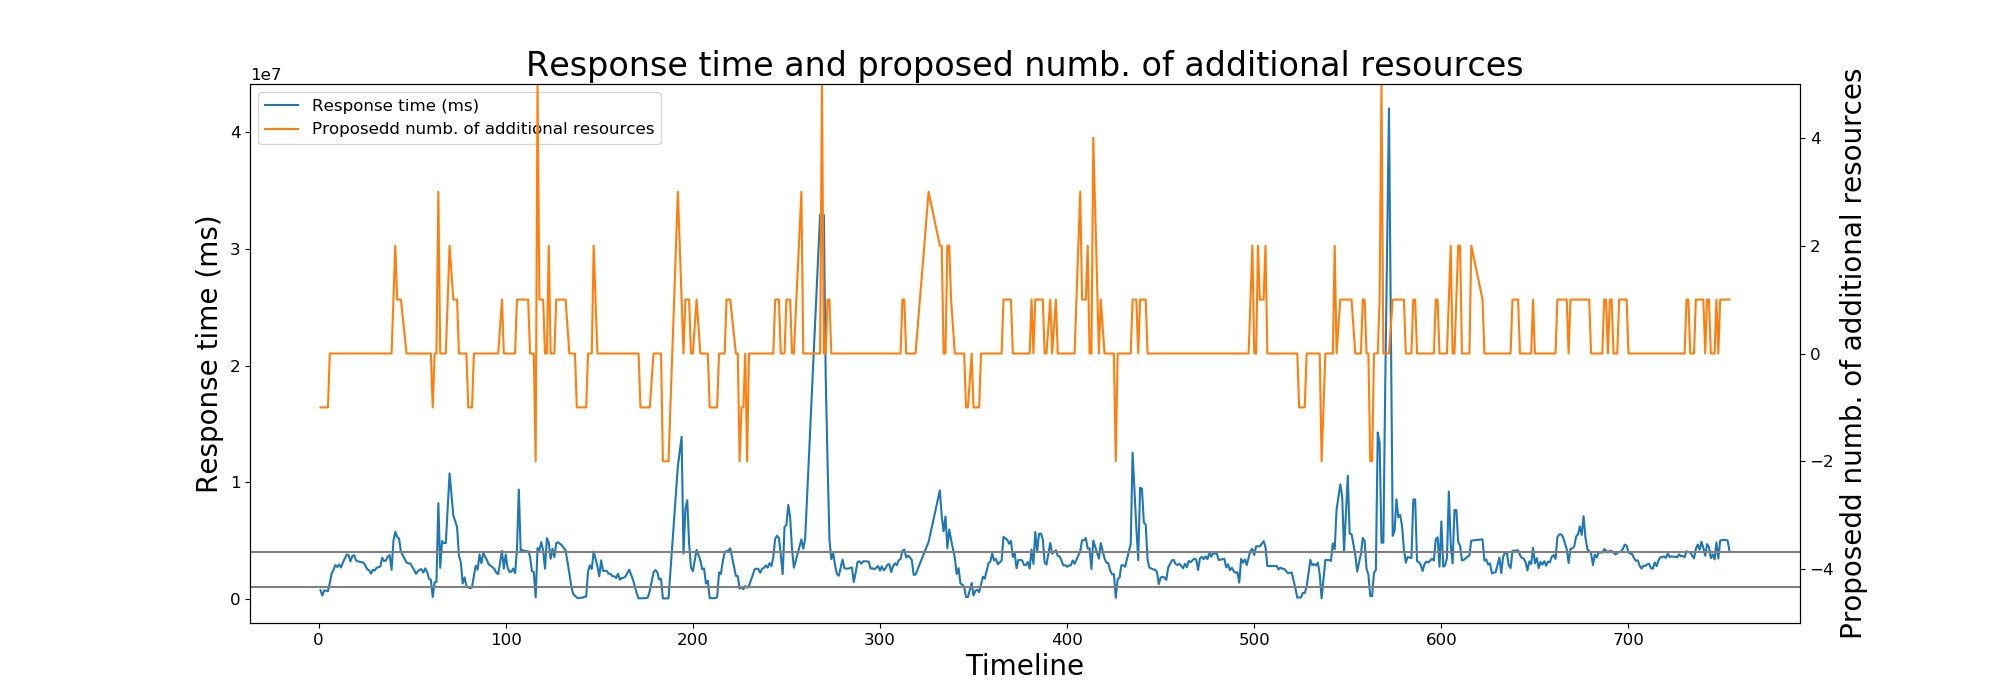 Response time and proposed numb. of additional resources
1e7
Response time (ms)
Proposedd numb. of additional resources
4
3
2
1
0
Response time (ms)
4
2
0
−2
−4
Proposedd numb. of additional resources
0 100 200 300 400 500 600 700
Timeline